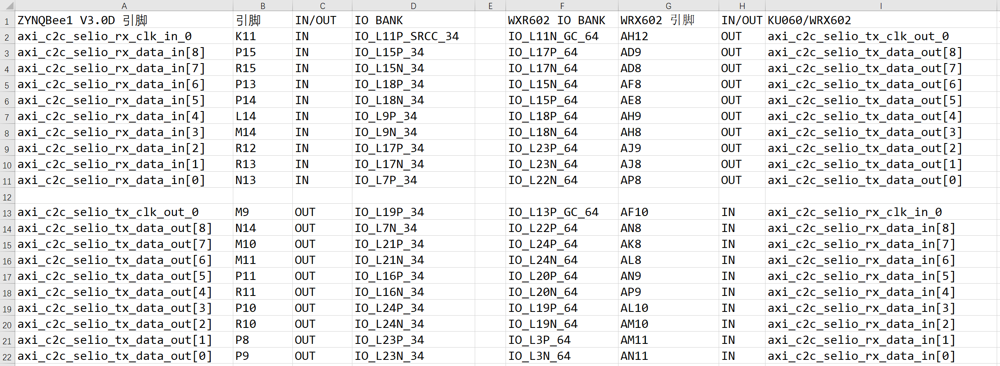 A B C D E F G H I
1 ZYNQBee1 V3.0D 引脚 引脚 IN/OUT IO BANK WXR602 IO BANK WRX602 引脚 IN/OUT KU060/WRX602
2 axi_c2c_selio_rx_clk_in_0 K11 IN IO_L11P_SRCC_34 IO_L11N_GC_64 AH12 OUT axi_c2c_selio_tx_clk_out_0
3 axi_c2c_selio_rx_data_in[8] P15 IN IO_L15P_34 IO_L17P_64 AD9 OUT axi_c2c_selio_tx_data_out[8]
4 axi_c2c_selio_rx_data_in[7] R15 IN IO_L15N_34 IO_L17N_64 AD8 OUT axi_c2c_selio_tx_data_out[7]
5 axi_c2c_selio_rx_data_in[6] P13 IN IO_L18P_34 IO_L15N_64 AF8 OUT axi_c2c_selio_tx_data_out[6]
6 axi_c2c_selio_rx_data_in[5] P14 IN IO_L18N_34 IO_L15P_64 AE8 OUT axi_c2c_selio_tx_data_out[5]
7 axi_c2c_selio_rx_data_in[4] L14 IN IO_L9P_34 IO_L18P_64 AH9 OUT axi_c2c_selio_tx_data_out[4]
8 axi_c2c_selio_rx_data_in[3] M14 IN IO_L9N_34 IO_L18N_64 AH8 OUT axi_c2c_selio_tx_data_out[3]
9 axi_c2c_selio_rx_data_in[2] R12 IN IO_L17P_34 IO_L23P_64 AJ9 OUT axi_c2c_selio_tx_data_out[2]
10 axi_c2c_selio_rx_data_in[1] R13 IN IO_L17N_34 IO_L23N_64 AJ8 OUT axi_c2c_selio_tx_data_out[1]
11 axi_c2c_selio_rx_data_in[0] N13 IN IO_L7P_34 IO_L22N_64 AP8 OUT axi_c2c_selio_tx_data_out[0]
12
13 axi_c2c_selio_tx_clk_out_0 M9 OUT IO_L19P_34 IO_L13P_GC_64 AF10 IN axi_c2c_selio_rx_clk_in_0
14 axi_c2c_selio_tx_data_out[8] N14 OUT IO_L7N_34 IO_L22P_64 AN8 IN axi_c2c_selio_rx_data_in[8]
15 axi_c2c_selio_tx_data_out[7] M10 OUT IO_L21P_34 IO_L24P_64 AK8 IN axi_c2c_selio_rx_data_in[7]
16 axi_c2c_selio_tx_data_out[6] M11 OUT IO_L21N_34 IO_L24N_64 AL8 IN axi_c2c_selio_rx_data_in[6]
17 axi_c2c_selio_tx_data_out[5] P11 OUT IO_L16P_34 IO_L20P_64 AN9 IN axi_c2c_selio_rx_data_in[5]
18 axi_c2c_selio_tx_data_out[4] R11 OUT IO_L16N_34 IO_L20N_64 AP9 IN axi_c2c_selio_rx_data_in[4]
19 axi_c2c_selio_tx_data_out[3] P10 OUT IO_L24P_34 IO_L19P_64 AL10 IN axi_c2c_selio_rx_data_in[3]
20 axi_c2c_selio_tx_data_out[2] R10 OUT IO_L24N_34 IO_L19N_64 AM10 IN axi_c2c_selio_rx_data_in[2]
21 axi_c2c_selio_tx_data_out[1] P8 OUT IO_L23P_34 IO_L3P_64 AM11 IN axi_c2c_selio_rx_data_in[1]
22 axi_c2c_selio_tx_data_out[0] P9 OUT IO_L23N_34 IO_L3N_64 AN11 IN axi_c2c_selio_rx_data_in[0]